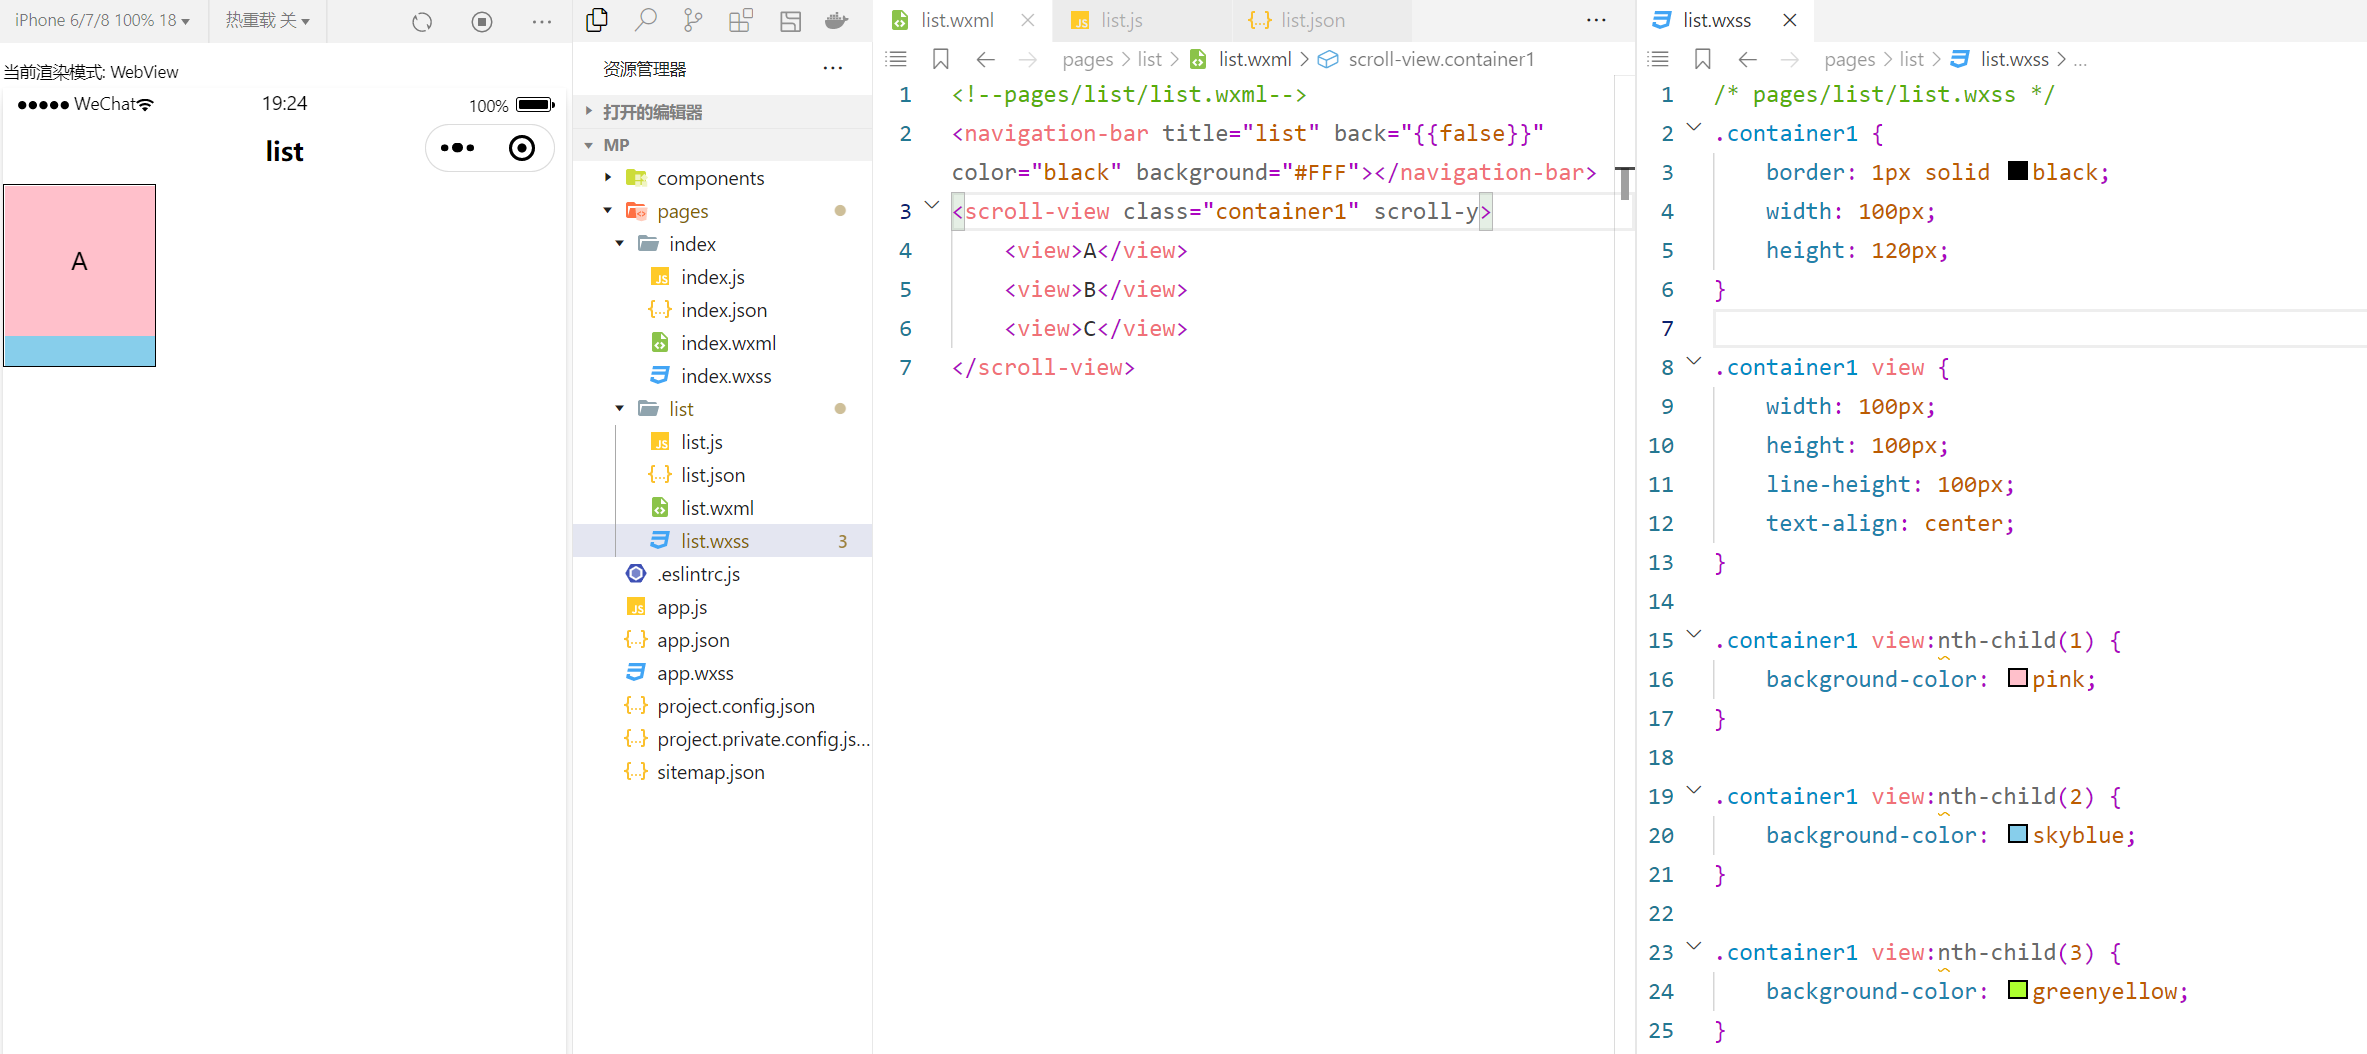 iPhone 6/7/8 100% 18
热重载 关
当前渲染模式: WebView
WeChat
19:24
100%
list
A
资源管理器
打开的编辑器
MP
components
pages
index
index.js
index.json
index.wxml
index.wxss
list
list.js
list.json
list.wxml
list.wxss 3
.eslintrc.js
app.js
app.json
app.wxss
project.config.json
project.private.config.js...
sitemap.json
list.wxml
list.js
list.json
pages > list > list.wxml > scroll-view.container1
1 <!--pages/list/list.wxml-->
2 <navigation-bar title="list" back="{{false}}"
color="black" background="#FFF"></navigation-bar>
3 <scroll-view class="container1" scroll-y>
4 <view>A</view>
5 <view>B</view>
6 <view>C</view>
7 </scroll-view>
list.wxss
pages > list > list.wxss > ...
1 /* pages/list/list.wxss */
2 .container1 {
3 border: 1px solid black;
4 width: 100px;
5 height: 120px;
6 }
7
8 .container1 view {
9 width: 100px;
10 height: 100px;
11 line-height: 100px;
12 text-align: center;
13 }
14
15 .container1 view:nth-child(1) {
16 background-color: pink;
17 }
18
19 .container1 view:nth-child(2) {
20 background-color: skyblue;
21 }
22
23 .container1 view:nth-child(3) {
24 background-color: greenyellow;
25 }